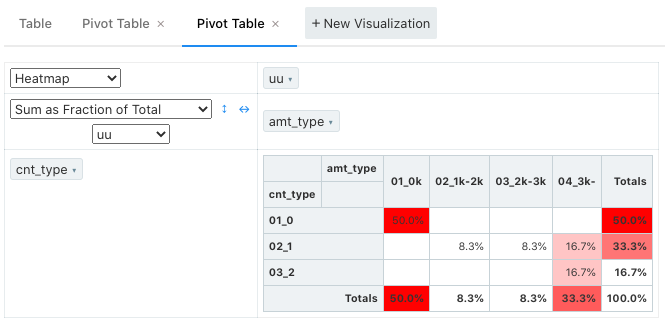 Table Pivot Table × Pivot Table × + New Visualization
Heatmap uu ▾
Sum as Fraction of Total ↕ ↔ amt_type ▾
uu
cnt_type ▾
amt_type 01_0k 02_1k-2k 03_2k-3k 04_3k- Totals
cnt_type
01_0 50.0% 50.0%
02_1 8.3% 8.3% 16.7% 33.3%
03_2 16.7% 16.7%
Totals 50.0% 8.3% 8.3% 33.3% 100.0%